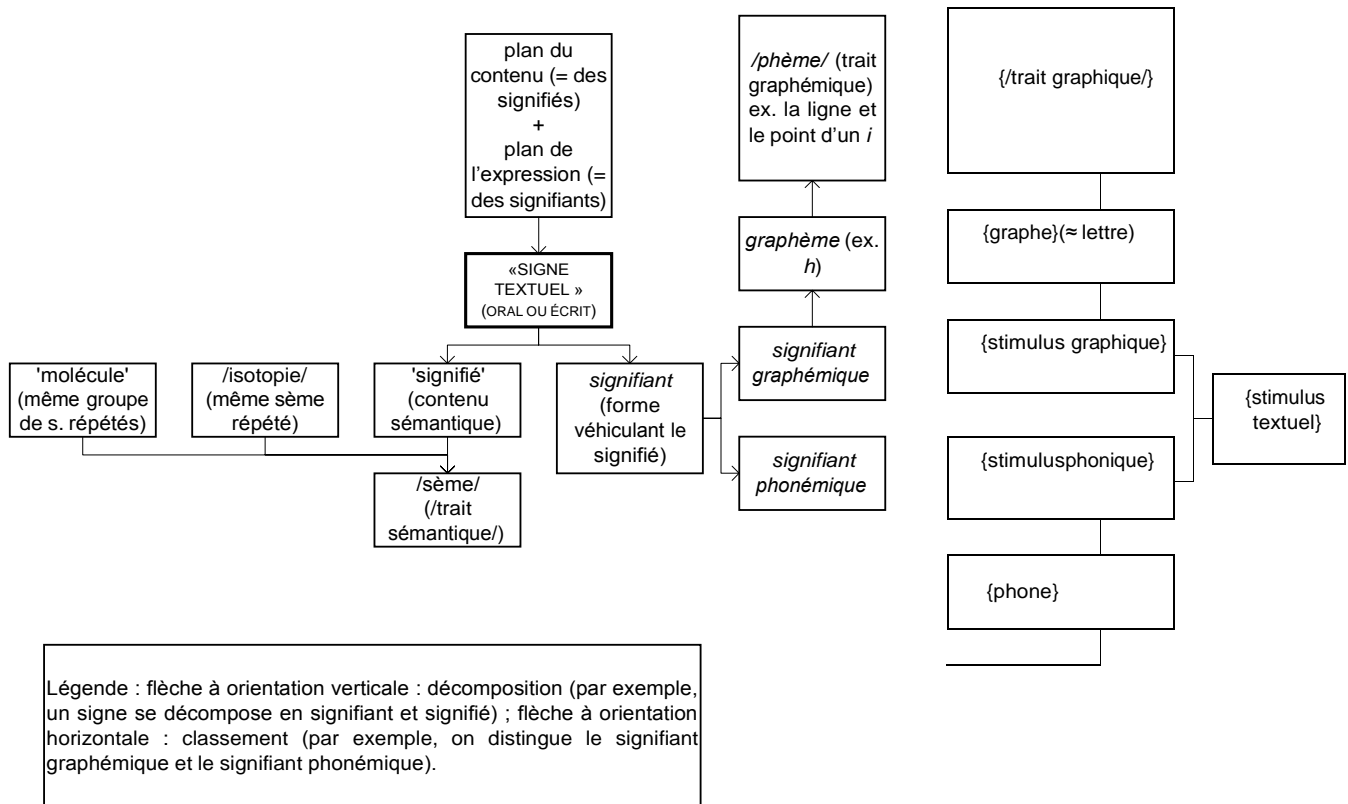 plan du
contenu (= des
signifiés)
+
plan de
l'expression (=
des signifiants)
«SIGNE
TEXTUEL »
(ORAL OU ÉCRIT)
'molécule'
(même groupe
de s. répétés)
/isotopie/
(même sème
répété)
'signifié'
(contenu
sémantique)
/sème/
(/trait
sémantique/)
signifiant
(forme
véhiculant le
signifié)
/phème/ (trait
graphémique)
ex. la ligne et
le point d'un i
graphème (ex.
h)
signifiant
graphémique
signifiant
phonémique
{/trait graphique/}
{graphe}(≈ lettre)
{stimulus graphique}
{stimulusphonique}
{phone}
{stimulus
textuel}
Légende : flèche à orientation verticale : décomposition (par exemple,
un signe se décompose en signifiant et signifié) ; flèche à orientation
horizontale : classement (par exemple, on distingue le signifiant
graphémique et le signifiant phonémique).